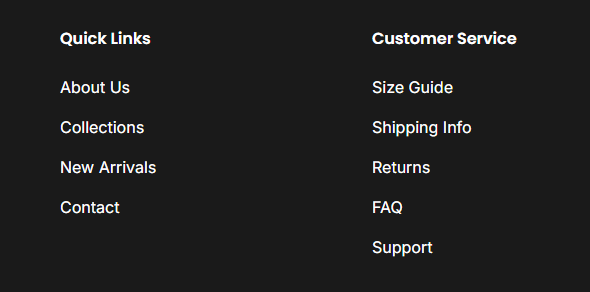 Quick Links
About Us
Collections
New Arrivals
Contact
Customer Service
Size Guide
Shipping Info
Returns
FAQ
Support